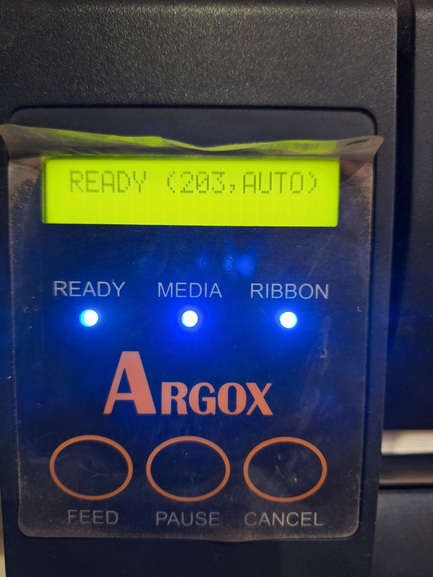 READY (203,AUTO)
READY MEDIA RIBBON
ARGOX
FEED PAUSE CANCEL